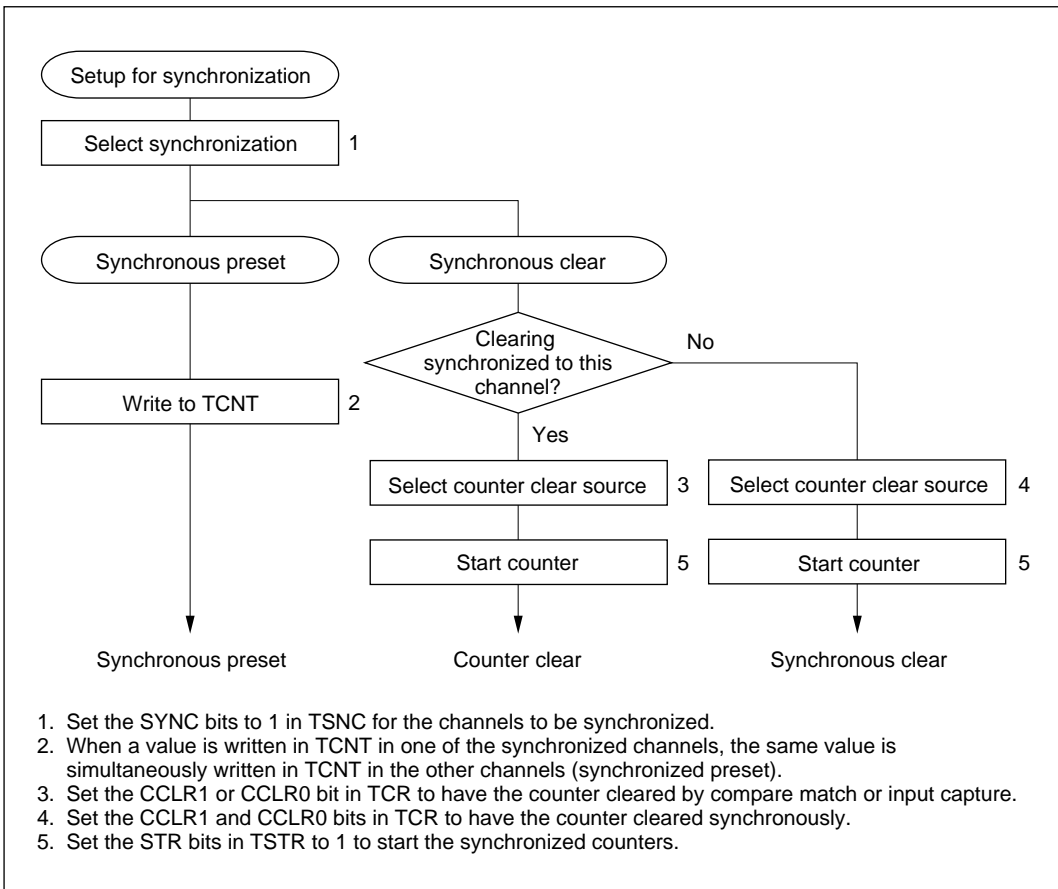 Setup for synchronization
Select synchronization 1
Synchronous preset
Synchronous clear
Clearing
synchronized to this
channel?
No
Write to TCNT 2
Yes
Select counter clear source 3
Select counter clear source 4
Start counter 5
Start counter 5
Synchronous preset
Counter clear
Synchronous clear
1. Set the SYNC bits to 1 in TSNC for the channels to be synchronized.
2. When a value is written in TCNT in one of the synchronized channels, the same value is
simultaneously written in TCNT in the other channels (synchronized preset).
3. Set the CCLR1 or CCLR0 bit in TCR to have the counter cleared by compare match or input capture.
4. Set the CCLR1 and CCLR0 bits in TCR to have the counter cleared synchronously.
5. Set the STR bits in TSTR to 1 to start the synchronized counters.